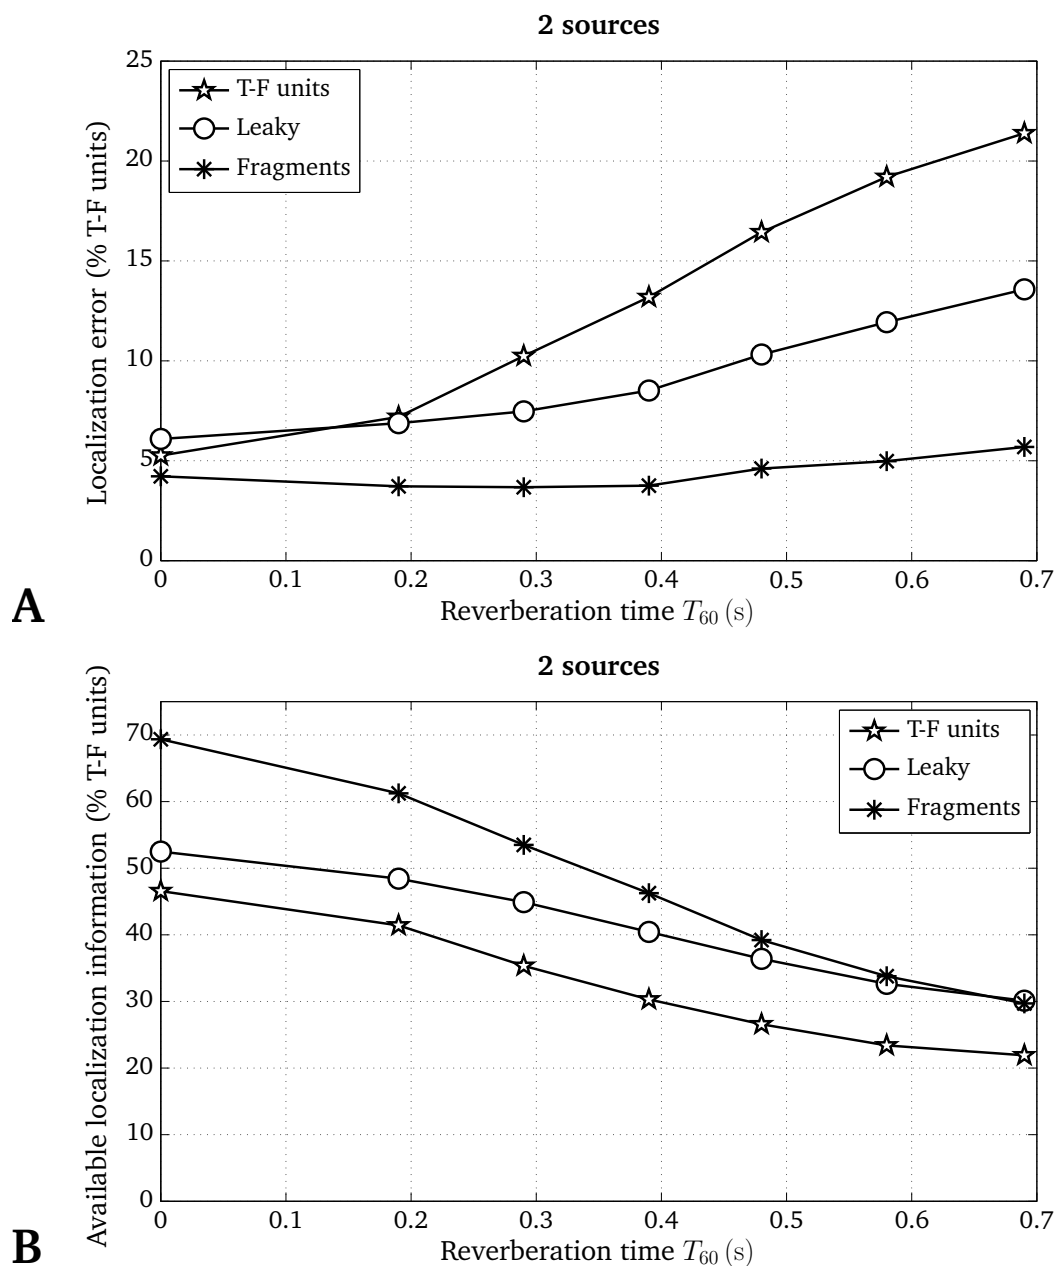 2 sources
25
20
15
10
5
0
Localization error (% T-F units)
T-F units
Leaky
Fragments
0 0.1 0.2 0.3 0.4 0.5 0.6 0.7
Reverberation time T₆₀ (s)
A
2 sources
70
60
50
40
30
20
10
0
Available localization information (% T-F units)
T-F units
Leaky
Fragments
0 0.1 0.2 0.3 0.4 0.5 0.6 0.7
Reverberation time T₆₀ (s)
B